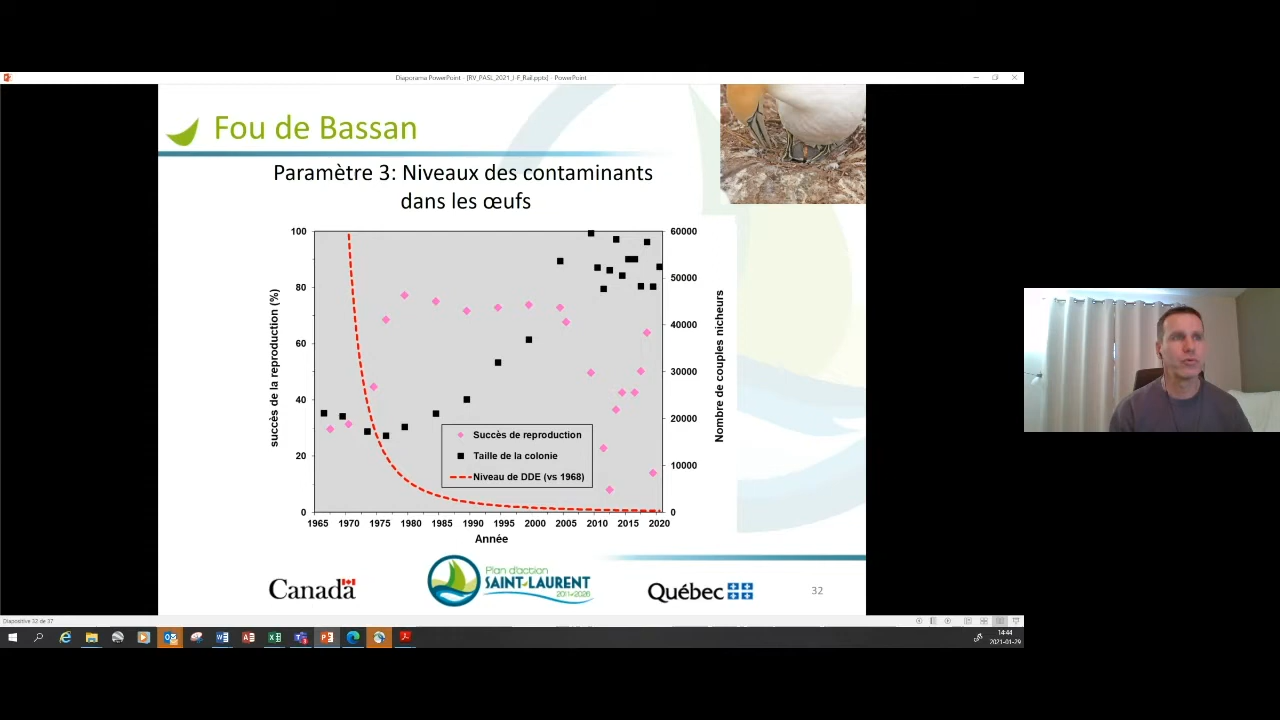 Diaporama PowerPoint - [RV_PASL_2021_J-F_Rail.pptx] - PowerPoint
Fou de Bassan
Paramètre 3: Niveaux des contaminants
dans les œufs
100
80
60
40
20
0
succès de la reproduction (%)
60000
50000
40000
30000
20000
10000
0
Nombre de couples nicheurs
Succès de reproduction
Taille de la colonie
Niveau de DDE (vs 1968)
1965 1970 1975 1980 1985 1990 1995 2000 2005 2010 2015 2020
Année
Canada
Plan d'action
SAINT-LAURENT
2011-2026
Québec
32
Diapositive 32 de 37
14:44
2021-01-29